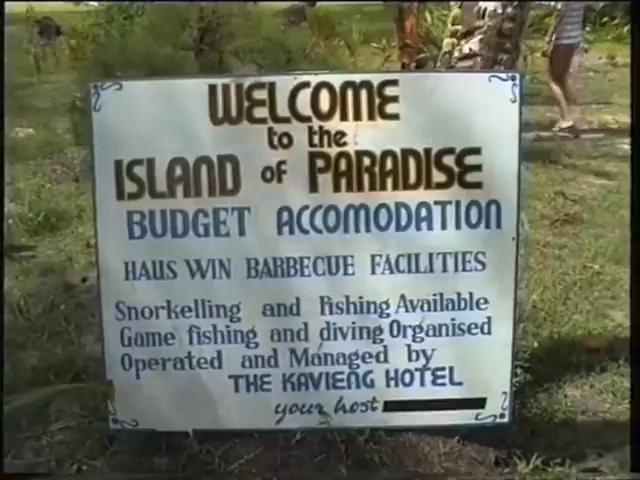 WELCOME
to the
ISLAND of PARADISE
BUDGET ACCOMODATION
HAUS WIN BARBECUE FACILITIES
Snorkelling and Fishing Available
Game fishing and diving Organised
Operated and Managed by
THE KAVIENG HOTEL
your host